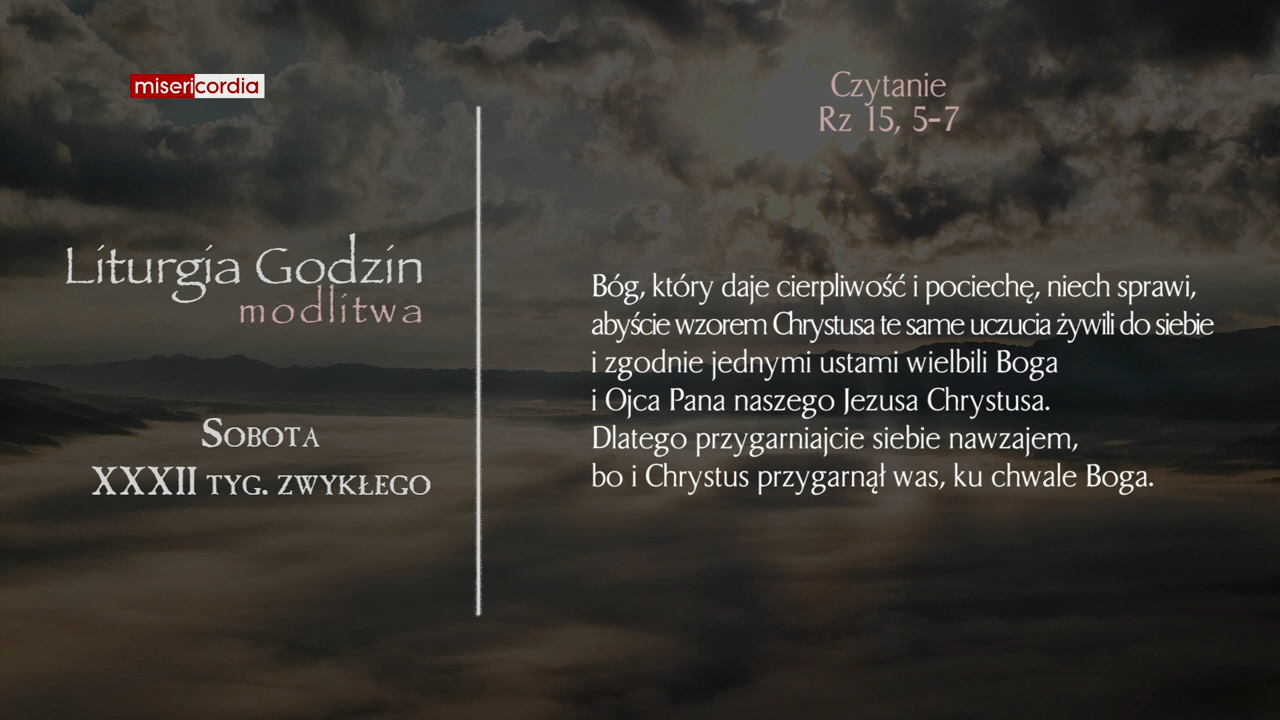 misericordia
Liturgia Godzin
modlitwa
Sobota
XXXII tyg. zwykłego
Czytanie
Rz 15, 5-7
Bóg, który daje cierpliwość i pociechę, niech sprawi,
abyście wzorem Chrystusa te same uczucia żywili do siebie
i zgodnie jednymi ustami wielbili Boga
i Ojca Pana naszego Jezusa Chrystusa.
Dlatego przygarniajcie siebie nawzajem,
bo i Chrystus przygarnął was, ku chwale Boga.